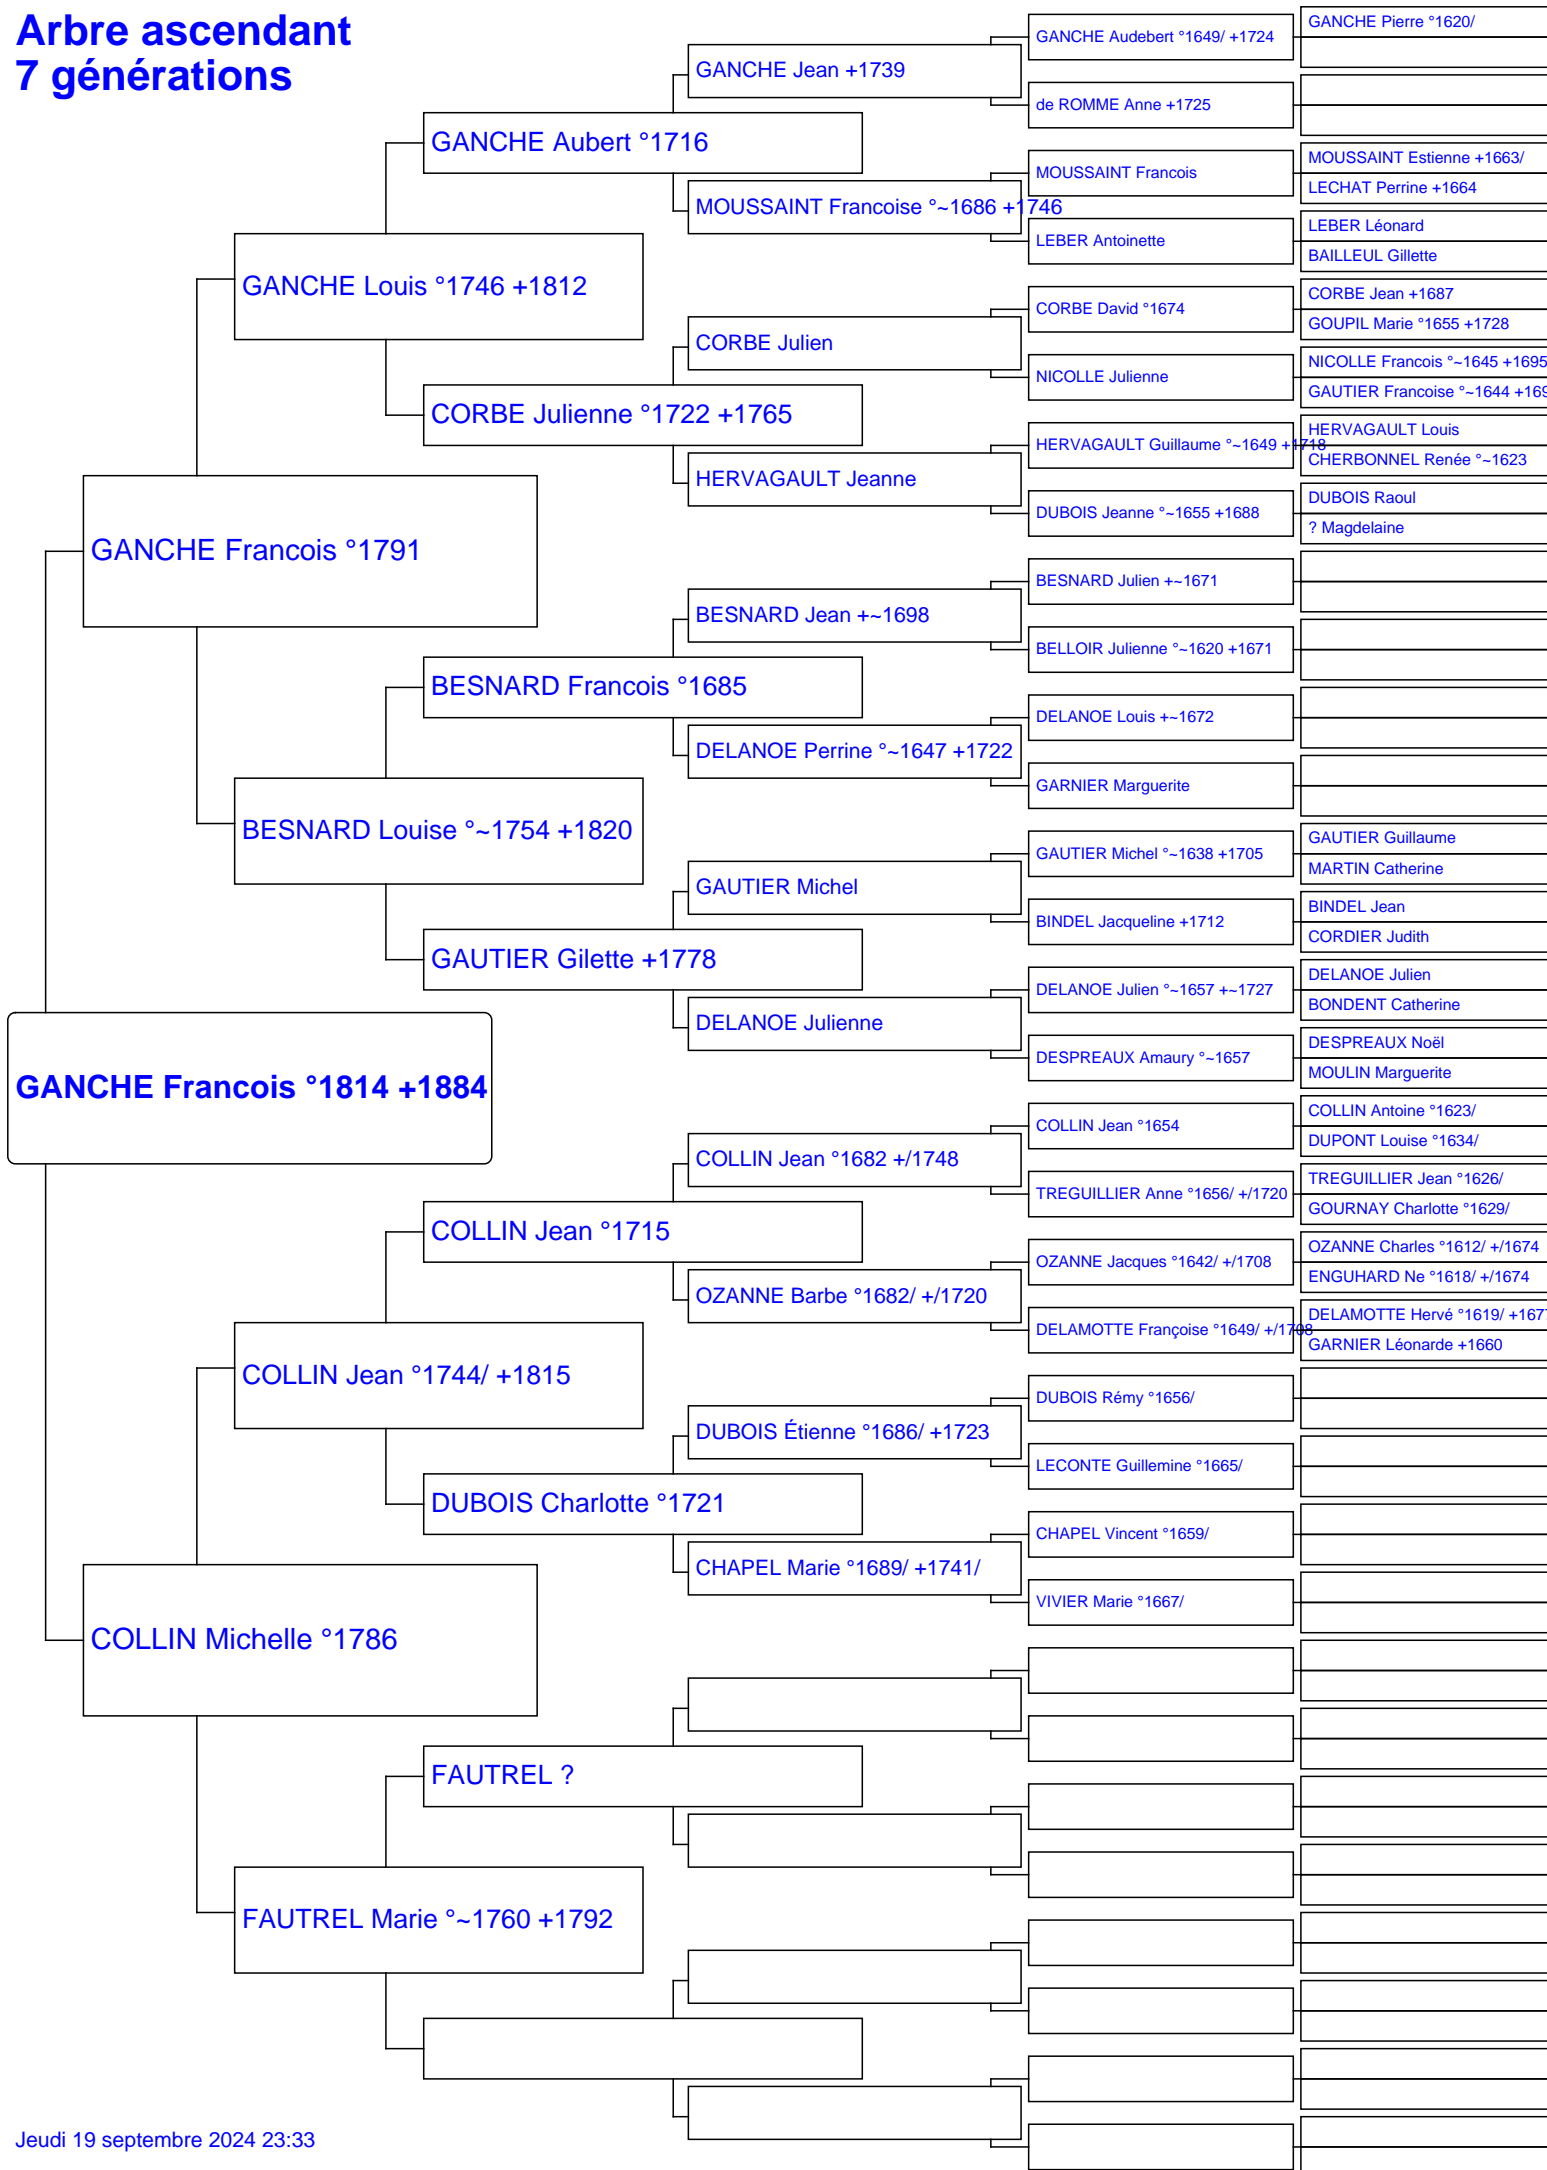 Arbre ascendant
7 générations
GANCHE Francois °1814 +1884
GANCHE Francois °1791
COLLIN Michelle °1786
GANCHE Louis °1746 +1812
BESNARD Louise °~1754 +1820
COLLIN Jean °1744/ +1815
FAUTREL Marie °~1760 +1792
GANCHE Aubert °1716
CORBE Julienne °1722 +1765
BESNARD Francois °1685
GAUTIER Gilette +1778
COLLIN Jean °1715
DUBOIS Charlotte °1721
FAUTREL ?
GANCHE Jean +1739
MOUSSAINT Francoise °~1686 +1746
CORBE Julien
HERVAGAULT Jeanne
BESNARD Jean +~1698
DELANOE Perrine °~1647 +1722
GAUTIER Michel
DELANOE Julienne
COLLIN Jean °1682 +/1748
OZANNE Barbe °1682/ +/1720
DUBOIS Étienne °1686/ +1723
CHAPEL Marie °1689/ +1741/
GANCHE Audebert °1649/ +1724
de ROMME Anne +1725
MOUSSAINT Francois
LEBER Antoinette
CORBE David °1674
NICOLLE Julienne
HERVAGAULT Guillaume °~1649 +1718
DUBOIS Jeanne °~1655 +1688
BESNARD Julien +~1671
BELLOIR Julienne °~1620 +1671
DELANOE Louis +~1672
GARNIER Marguerite
GAUTIER Michel °~1638 +1705
BINDEL Jacqueline +1712
DELANOE Julien °~1657 +~1727
DESPREAUX Amaury °~1657
COLLIN Jean °1654
TREGUILLIER Anne °1656/ +/1720
OZANNE Jacques °1642/ +/1708
DELAMOTTE Françoise °1649/ +/1708
DUBOIS Rémy °1656/
LECONTE Guillemine °1665/
CHAPEL Vincent °1659/
VIVIER Marie °1667/
GANCHE Pierre °1620/
MOUSSAINT Estienne +1663/
LECHAT Perrine +1664
LEBER Léonard
BAILLEUL Gillette
CORBE Jean +1687
GOUPIL Marie °1655 +1728
NICOLLE Francois °~1645 +1695
GAUTIER Francoise °~1644 +169
HERVAGAULT Louis
CHERBONNEL Renée °~1623
DUBOIS Raoul
? Magdelaine
GAUTIER Guillaume
MARTIN Catherine
BINDEL Jean
CORDIER Judith
DELANOE Julien
BONDENT Catherine
DESPREAUX Noël
MOULIN Marguerite
COLLIN Antoine °1623/
DUPONT Louise °1634/
TREGUILLIER Jean °1626/
GOURNAY Charlotte °1629/
OZANNE Charles °1612/ +/1674
ENGUHARD Ne °1618/ +/1674
DELAMOTTE Hervé °1619/ +167
GARNIER Léonarde +1660
Jeudi 19 septembre 2024 23:33